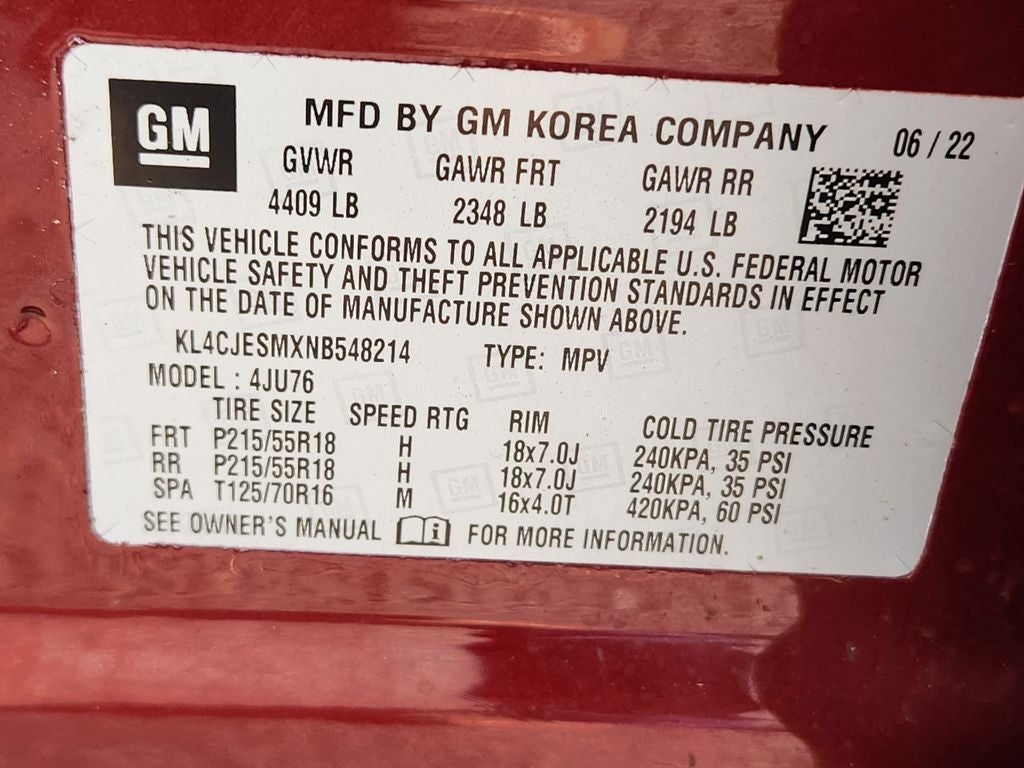 GM
MFD BY GM KOREA COMPANY 06 / 22
GVWR GAWR FRT GAWR RR
4409 LB 2348 LB 2194 LB
THIS VEHICLE CONFORMS TO ALL APPLICABLE U.S. FEDERAL MOTOR
VEHICLE SAFETY AND THEFT PREVENTION STANDARDS IN EFFECT
ON THE DATE OF MANUFACTURE SHOWN ABOVE.
KL4CJESMXNB548214 TYPE: MPV
MODEL : 4JU76
TIRE SIZE SPEED RTG RIM COLD TIRE PRESSURE
FRT P215/55R18 H 18x7.0J 240KPA, 35 PSI
RR P215/55R18 H 18x7.0J 240KPA, 35 PSI
SPA T125/70R16 M 16x4.0T 420KPA, 60 PSI
SEE OWNER'S MANUAL i FOR MORE INFORMATION.